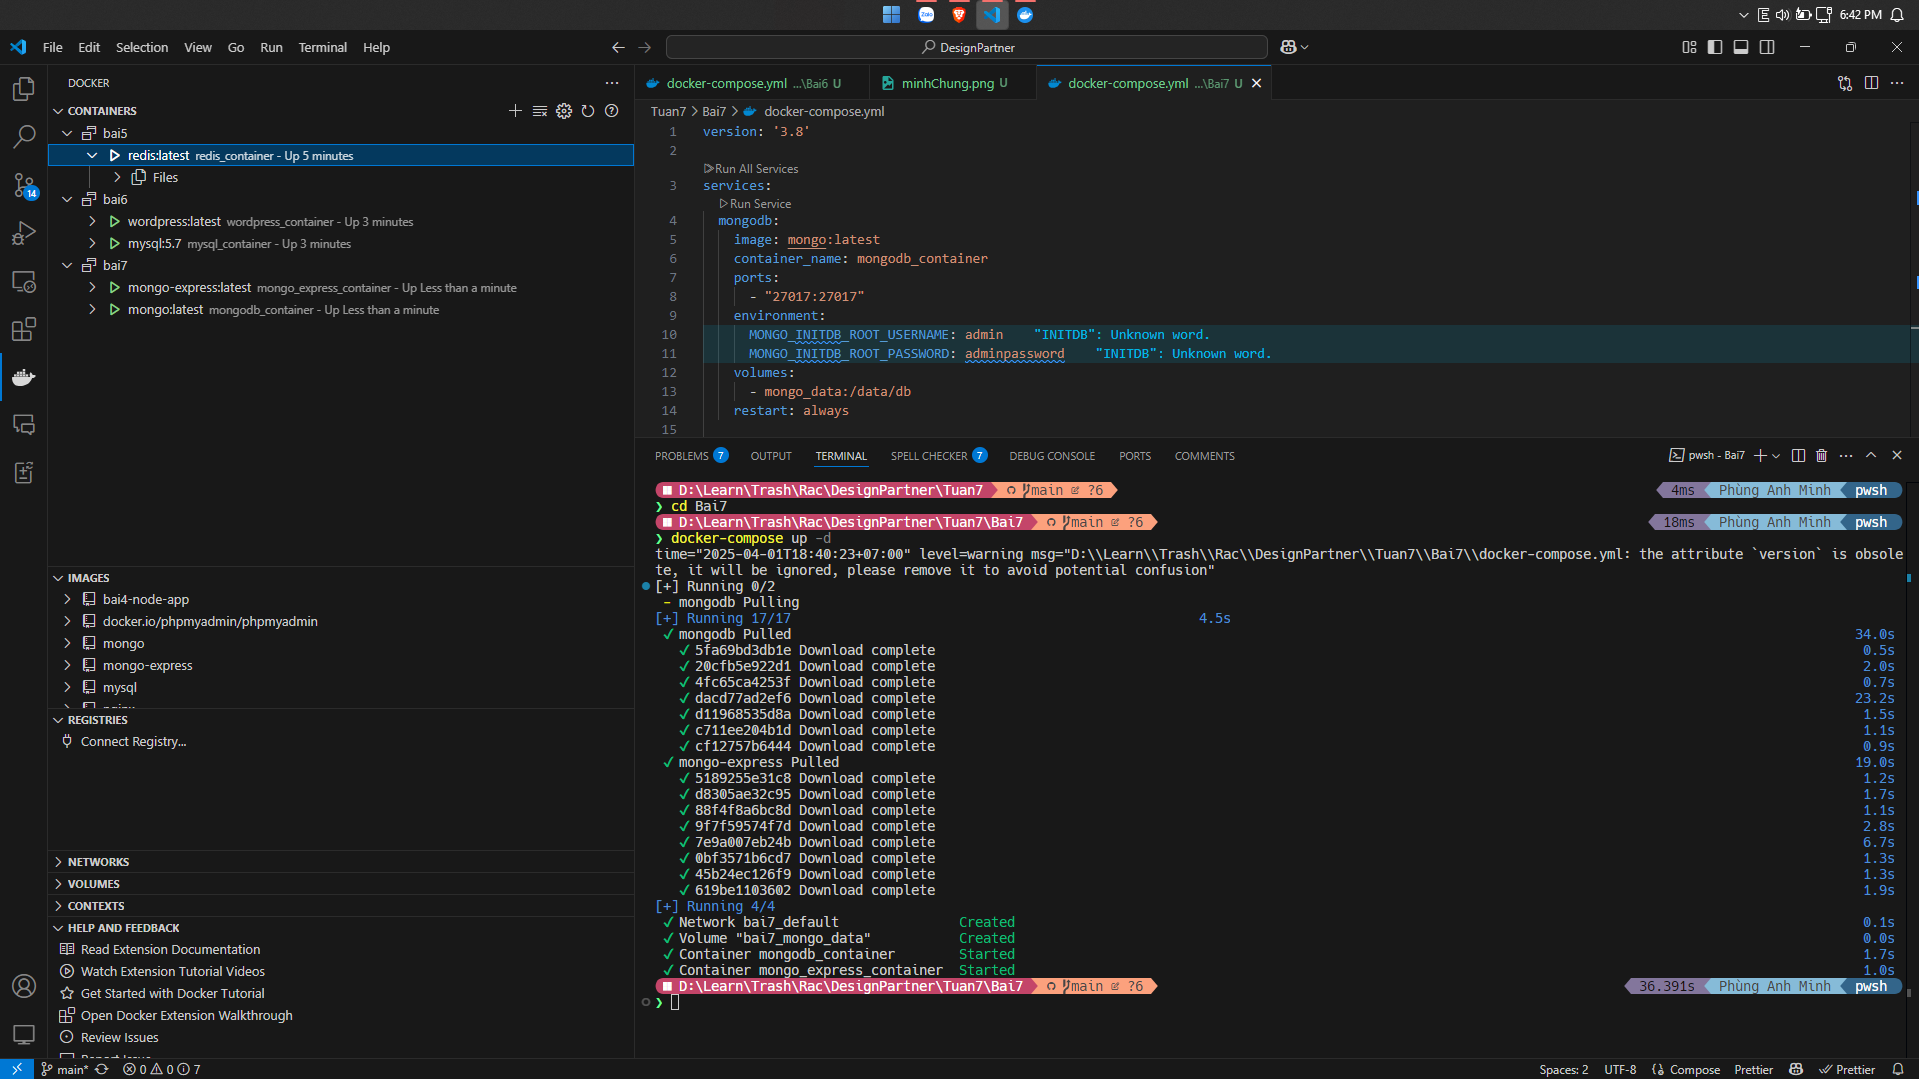 Zalo
6:42 PM
File Edit Selection View Go Run Terminal Help
DesignPartner
DOCKER
CONTAINERS
bai5
redis:latest redis_container - Up 5 minutes
Files
bai6
wordpress:latest wordpress_container - Up 3 minutes
mysql:5.7 mysql_container - Up 3 minutes
bai7
mongo-express:latest mongo_express_container - Up Less than a minute
mongo:latest mongodb_container - Up Less than a minute
14
IMAGES
bai4-node-app
docker.io/phpmyadmin/phpmyadmin
mongo
mongo-express
mysql
REGISTRIES
Connect Registry...
NETWORKS
VOLUMES
CONTEXTS
HELP AND FEEDBACK
Read Extension Documentation
Watch Extension Tutorial Videos
Get Started with Docker Tutorial
Open Docker Extension Walkthrough
Review Issues
docker-compose.yml ...\Bai6 U minhChung.png U docker-compose.yml ...\Bai7 U
Tuan7 > Bai7 > docker-compose.yml
1 version: '3.8'
2
Run All Services
3 services:
Run Service
4 mongodb:
5 image: mongo:latest
6 container_name: mongodb_container
7 ports:
8 - "27017:27017"
9 environment:
10 MONGO_INITDB_ROOT_USERNAME: admin "INITDB": Unknown word.
11 MONGO_INITDB_ROOT_PASSWORD: adminpassword "INITDB": Unknown word.
12 volumes:
13 - mongo_data:/data/db
14 restart: always
15
PROBLEMS 7 OUTPUT TERMINAL SPELL CHECKER 7 DEBUG CONSOLE PORTS COMMENTS
pwsh - Bai7
D:\Learn\Trash\Rac\DesignPartner\Tuan7 main ?6 4ms Phùng Anh Minh pwsh
❯ cd Bai7
D:\Learn\Trash\Rac\DesignPartner\Tuan7\Bai7 main ?6 18ms Phùng Anh Minh pwsh
❯ docker-compose up -d
time="2025-04-01T18:40:23+07:00" level=warning msg="D:\\Learn\\Trash\\Rac\\DesignPartner\\Tuan7\\Bai7\\docker-compose.yml: the attribute `version` is obsole
te, it will be ignored, please remove it to avoid potential confusion"
[+] Running 0/2
- mongodb Pulling
[+] Running 17/17 4.5s
✓ mongodb Pulled 34.0s
✓ 5fa69bd3db1e Download complete 0.5s
✓ 20cfb5e922d1 Download complete 2.0s
✓ 4fc65ca4253f Download complete 0.7s
✓ dacd77ad2ef6 Download complete 23.2s
✓ d11968535d8a Download complete 1.5s
✓ c711ee204b1d Download complete 1.1s
✓ cf12757b6444 Download complete 0.9s
✓ mongo-express Pulled 19.0s
✓ 5189255e31c8 Download complete 1.2s
✓ d8305ae32c95 Download complete 1.7s
✓ 88f4f8a6bc8d Download complete 1.1s
✓ 9f7f59574f7d Download complete 2.8s
✓ 7e9a007eb24b Download complete 6.7s
✓ 0bf3571b6cd7 Download complete 1.3s
✓ 45b24ec126f9 Download complete 1.3s
✓ 619be1103602 Download complete 1.9s
[+] Running 4/4
✓ Network bai7_default Created 0.1s
✓ Volume "bai7_mongo_data" Created 0.0s
✓ Container mongodb_container Started 1.7s
✓ Container mongo_express_container Started 1.0s
D:\Learn\Trash\Rac\DesignPartner\Tuan7\Bai7 main ?6 36.391s Phùng Anh Minh pwsh
❯
main* 0 0 7 Spaces: 2 UTF-8 Compose Prettier Prettier